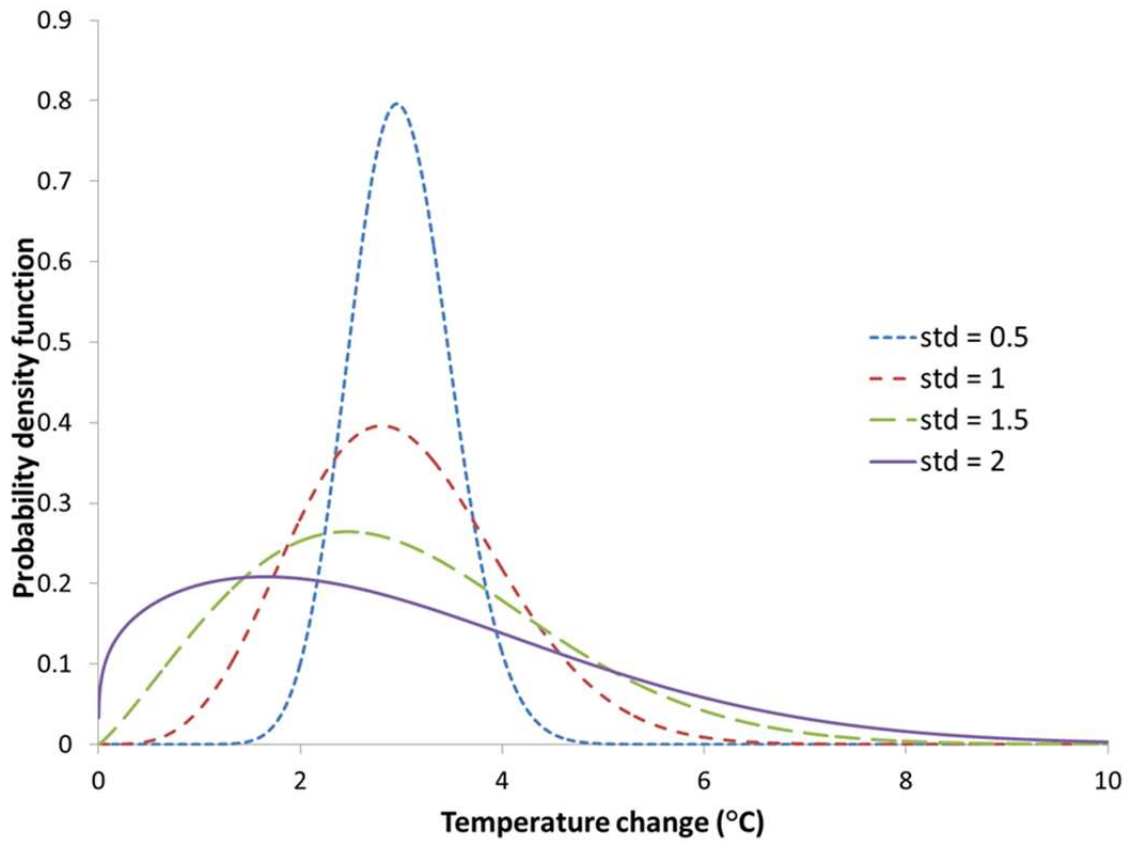 0.9
0.8
0.7
0.6
0.5
0.4
0.3
0.2
0.1
0
Probability density function
0 2 4 6 8 10
Temperature change (°C)
std = 0.5
std = 1
std = 1.5
std = 2